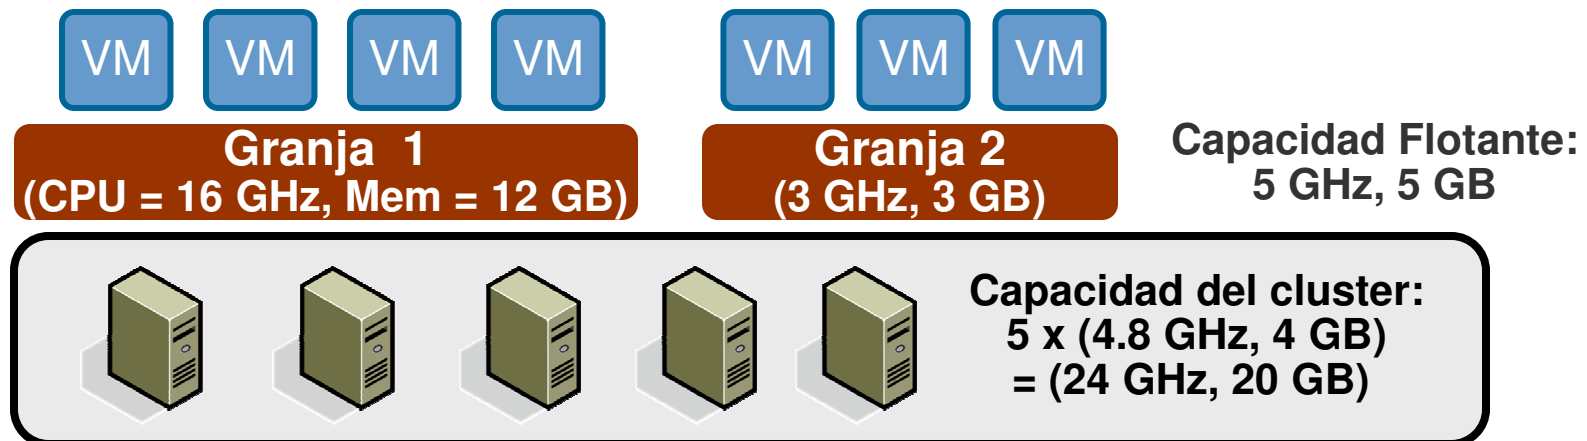 VM VM VM VM VM VM VM
Granja 1
(CPU = 16 GHz, Mem = 12 GB)
Granja 2
(3 GHz, 3 GB)
Capacidad Flotante:
5 GHz, 5 GB
Capacidad del cluster:
5 x (4.8 GHz, 4 GB)
= (24 GHz, 20 GB)